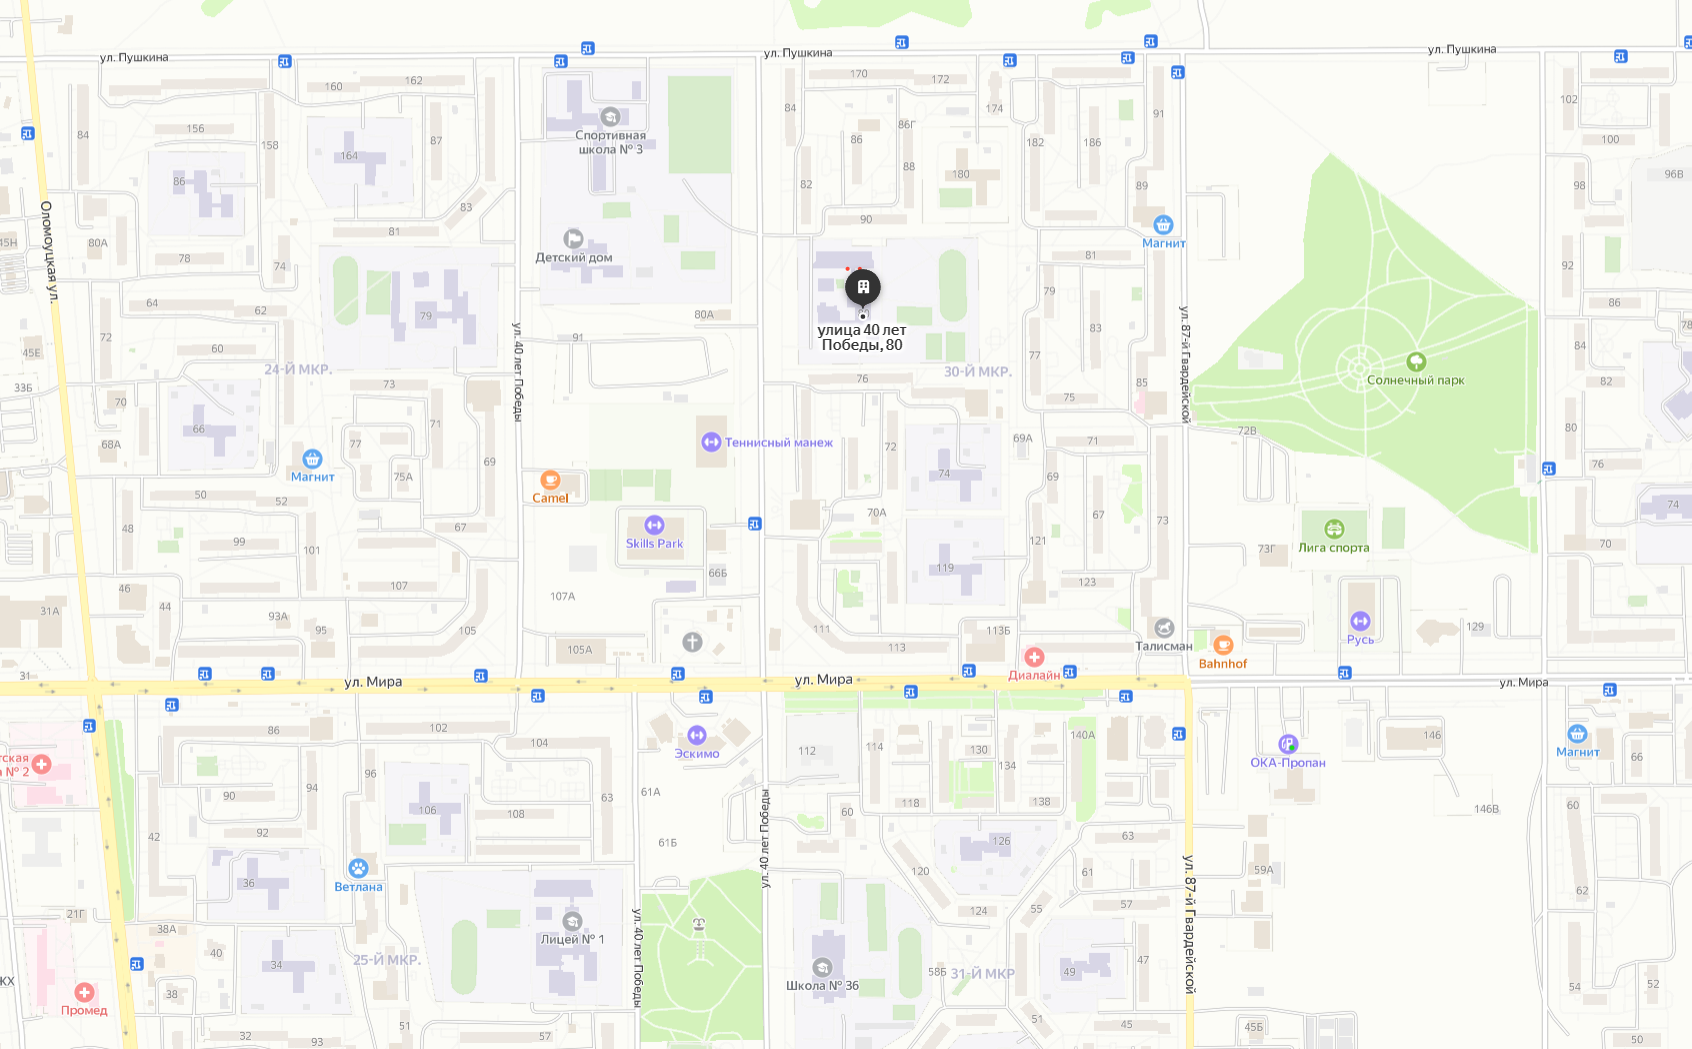 ул. Пушкина
ул. Пушкина
ул. Пушкина
160
162
170
172
174
84
84
86
86Г
91
102
156
158
87
88
182
186
100
Спортивная
школа № 3
164
79
180
89
98
96В
86
82
83
90
81
80А
78
74
Детский дом
Магнит
81
92
45Н
Оломоуцкая ул.
64
62
79
80А
79
83
86
улица 40 лет
Победы, 80
ул. 40 лет Победы
ул. 87-й Гвардейской
45Е
60
91
77
84
24-Й МКР.
30-Й МКР.
Солнечный парк
33Б
73
76
85
82
70
75
66
71
68А
77
Теннисный манеж
72
69А
71
72В
80
69
Магнит
75А
74
69
76
50
52
Camel
70А
67
73
74
48
67
Skills Park
99
101
121
73Г
Лига спорта
70
66Б
119
107
123
46
44
107А
31А
93А
95
105
111
113Б
113
Талисман
Русь
129
105А
Диалайн
Bahnhof
31
ул. Мира
ул. Мира
ул. Мира
86
102
104
Эскимо
112
114
130
140А
146
Магнит
66
тская
№ 2
96
94
90
63
61А
134
138
118
ОКА-Пропан
146В
106
108
60
60
42
92
61Б
63
126
120
61
59А
62
Ветлана
36
ул. 40 лет Победы
ул. 87-й Гвардейской
21Г
38А
40
Лицей № 1
ул. 40 лет Победы
124
55
57
25-Й МКР.
34
Школа № 36
58Б
31-Й МКР
49
47
54
52
КХ
38
Промед
32
93
51
57
51
45
45Б
50